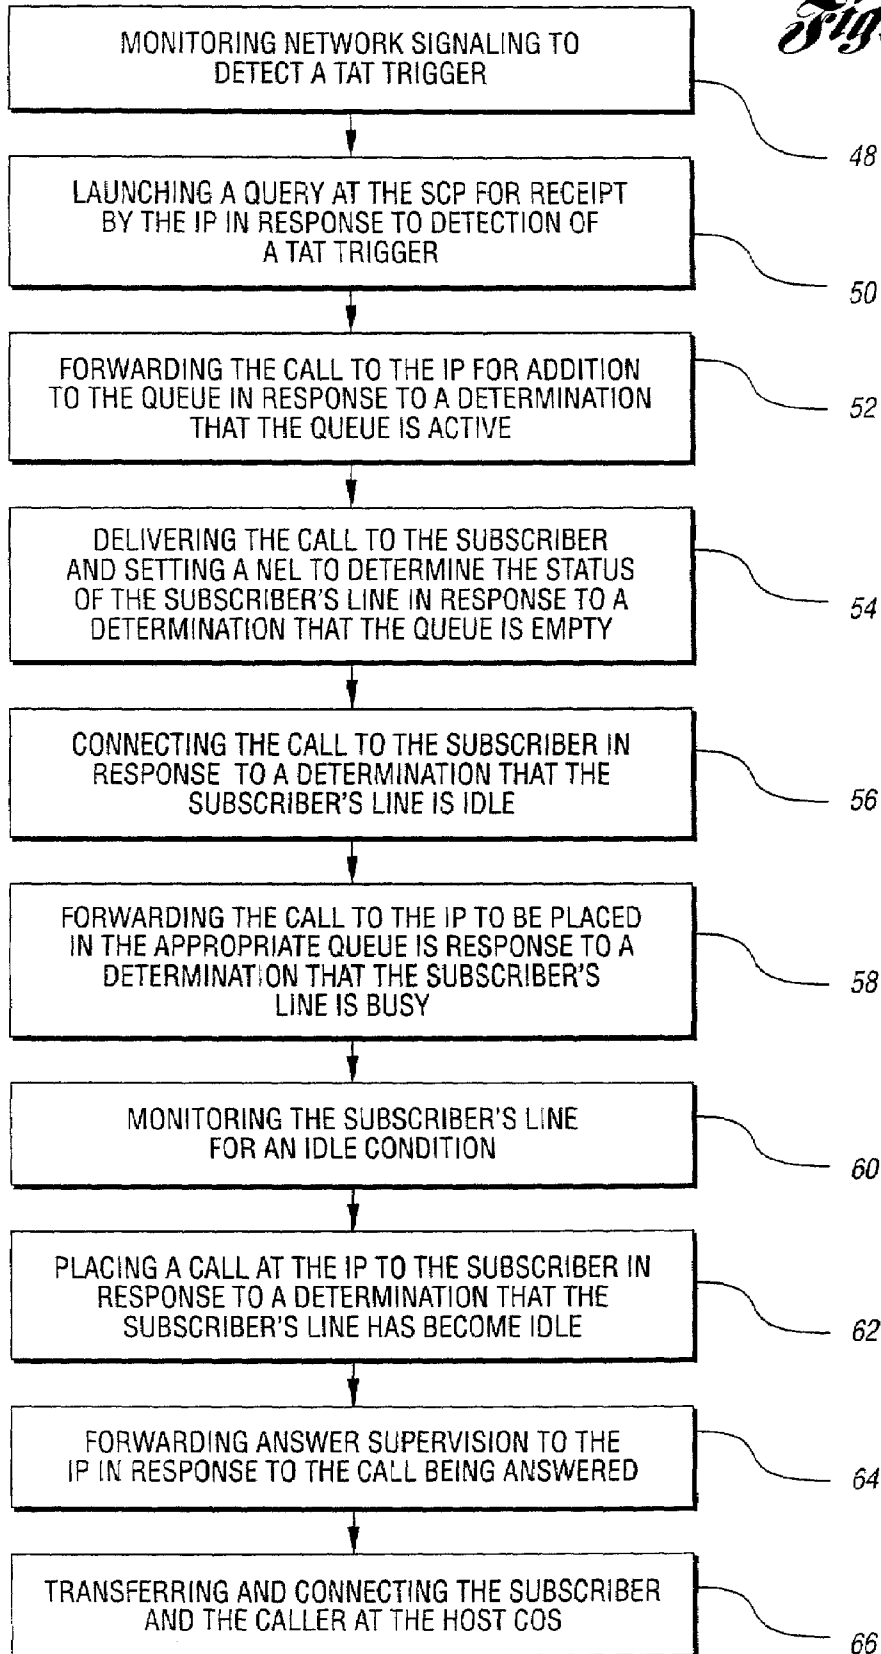 Fig.
MONITORING NETWORK SIGNALING TO
DETECT A TAT TRIGGER
48
LAUNCHING A QUERY AT THE SCP FOR RECEIPT
BY THE IP IN RESPONSE TO DETECTION OF
A TAT TRIGGER
50
FORWARDING THE CALL TO THE IP FOR ADDITION
TO THE QUEUE IN RESPONSE TO A DETERMINATION
THAT THE QUEUE IS ACTIVE
52
DELIVERING THE CALL TO THE SUBSCRIBER
AND SETTING A NEL TO DETERMINE THE STATUS
OF THE SUBSCRIBER'S LINE IN RESPONSE TO A
DETERMINATION THAT THE QUEUE IS EMPTY
54
CONNECTING THE CALL TO THE SUBSCRIBER IN
RESPONSE TO A DETERMINATION THAT THE
SUBSCRIBER'S LINE IS IDLE
56
FORWARDING THE CALL TO THE IP TO BE PLACED
IN THE APPROPRIATE QUEUE IS RESPONSE TO A
DETERMINATION THAT THE SUBSCRIBER'S
LINE IS BUSY
58
MONITORING THE SUBSCRIBER'S LINE
FOR AN IDLE CONDITION
60
PLACING A CALL AT THE IP TO THE SUBSCRIBER IN
RESPONSE TO A DETERMINATION THAT THE
SUBSCRIBER'S LINE HAS BECOME IDLE
62
FORWARDING ANSWER SUPERVISION TO THE
IP IN RESPONSE TO THE CALL BEING ANSWERED
64
TRANSFERRING AND CONNECTING THE SUBSCRIBER
AND THE CALLER AT THE HOST COS
66